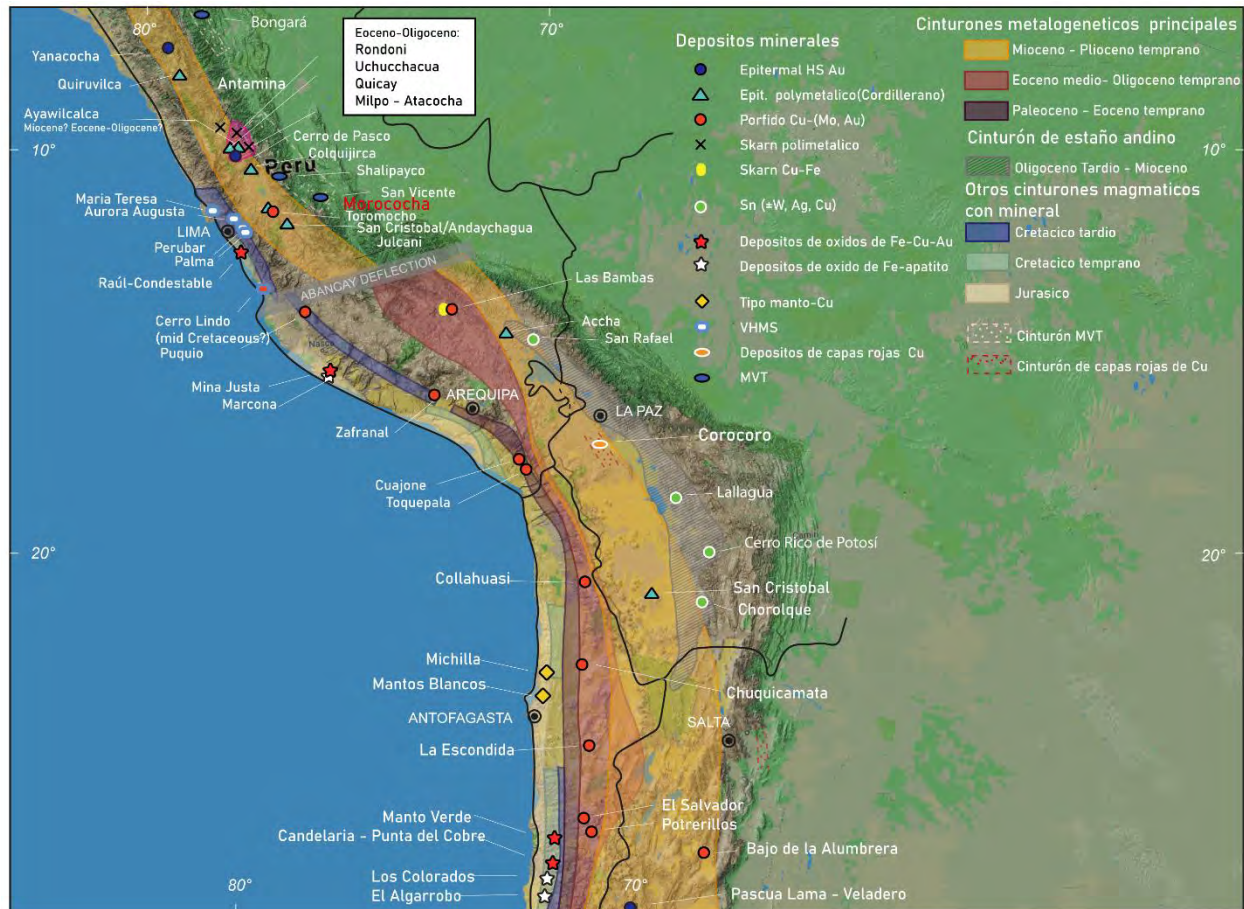 80°
70°
Bongará
Eoceno-Oligoceno:
Rondoni
Uchucchacua
Quicay
Milpo - Atacocha
Yanacocha
Quiruvilca
Antamina
Ayawilcalca
Miocene? Eocene-Oligocene?
Cerro de Pasco
Colquijirca
Perú
Shalipayco
San Vicente
Morococha
Toromocho
San Cristobal/Andaychagua
Julcani
10°
10°
Maria Teresa
Aurora Augusta
LIMA
Perubar
Palma
Raúl-Condestable
ABANCAY DEFLECTION
Las Bambas
Cerro Lindo
(mid Cretaceous?)
Puquio
Nasca
Accha
San Rafael
Mina Justa
Marcona
AREQUIPA
LA PAZ
Zafranal
Corocoro
Cuajone
Toquepala
Lallagua
20°
20°
Cerro Rico de Potosí
Camiri
Collahuasi
San Cristobal
Chorolque
Michilla
Mantos Blancos
Chuquicamata
ANTOFAGASTA
SALTA
La Escondida
El Salvador
Potrerillos
Manto Verde
Candelaria - Punta del Cobre
Bajo de la Alumbrera
Los Colorados
El Algarrobo
80°
70°
Pascua Lama - Veladero
Depositos minerales
Epitermal HS Au
Epit. polymetalico(Cordillerano)
Porfido Cu-(Mo, Au)
Skarn polimetalico
Skarn Cu-Fe
Sn (±W, Ag, Cu)
Depositos de oxidos de Fe-Cu-Au
Depositos de oxido de Fe-apatito
Tipo manto-Cu
VHMS
Depositos de capas rojas Cu
MVT
Cinturones metalogeneticos principales
Mioceno - Plioceno temprano
Eoceno medio- Oligoceno temprano
Paleoceno - Eoceno temprano
Cinturón de estaño andino
Oligoceno Tardio - Mioceno
Otros cinturones magmaticos
con mineral
Cretacico tardio
Cretacico temprano
Jurasico
Cinturón MVT
Cinturón de capas rojas de Cu